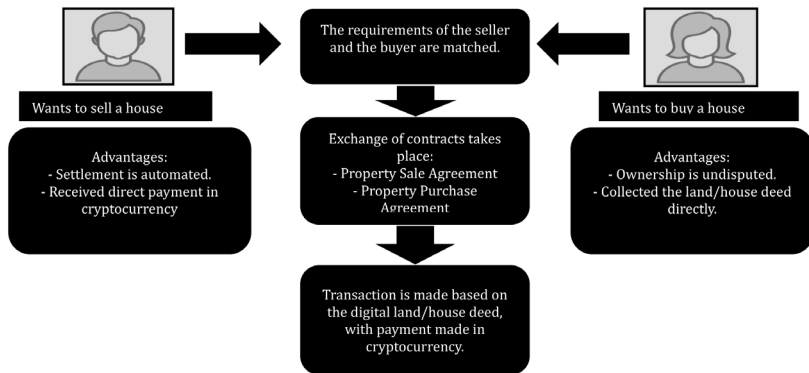 The requirements of the seller
and the buyer are matched.
Wants to sell a house
Wants to buy a house
Advantages:
- Settlement is automated.
- Received direct payment in
cryptocurrency
Exchange of contracts takes
place:
- Property Sale Agreement
- Property Purchase
Agreement
Advantages:
- Ownership is undisputed.
- Collected the land/house deed
directly.
Transaction is made based on
the digital land/house deed,
with payment made in
cryptocurrency.